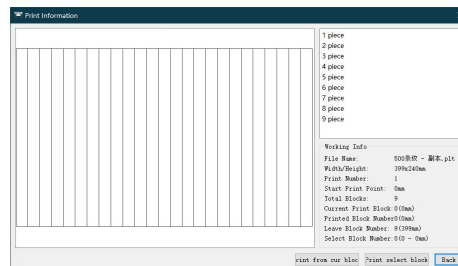 Print Information
1 piece
2 piece
3 piece
4 piece
5 piece
6 piece
7 piece
8 piece
9 piece
Working Info
File Name: 500条纹 - 副本.plt
Width/Height: 399x240mm
Print Number: 1
Start Print Point: 0mm
Total Blocks: 9
Current Print Block:0(0mm)
Printed Block Number0(0mm)
Leave Block Number: 9(399mm)
Select Block Number:0(0 - 0mm)
rint from cur bloc Print select block Back